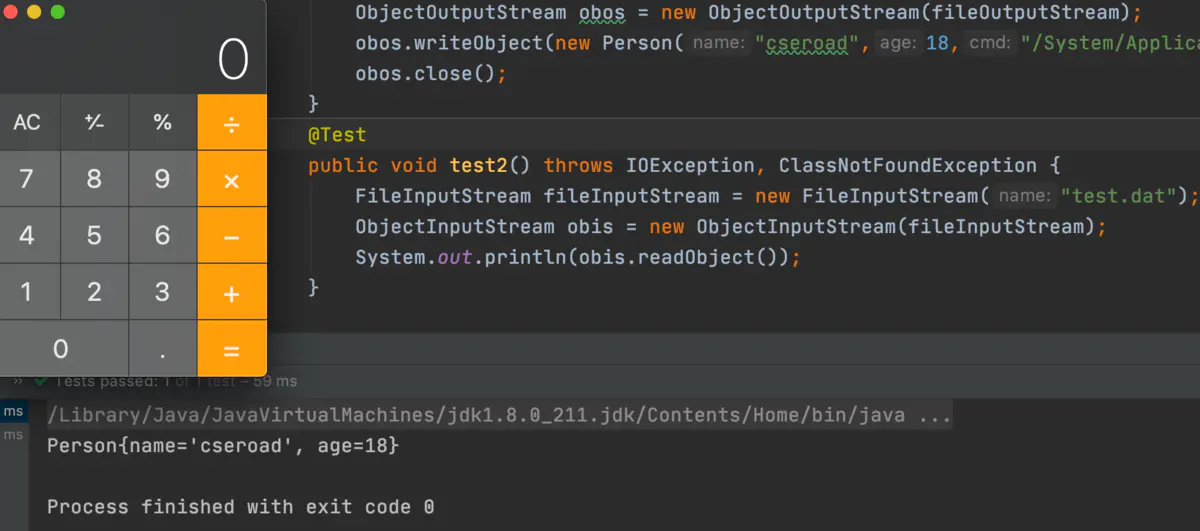 0
AC +/- % ÷
7 8 9 ×
4 5 6 −
1 2 3 +
0 . =
ObjectOutputStream obos = new ObjectOutputStream(fileOutputStream);
obos.writeObject(new Person( name: "cseroad", age: 18, cmd: "/System/Applica
obos.close();
}
@Test
public void test2() throws IOException, ClassNotFoundException {
FileInputStream fileInputStream = new FileInputStream( name: "test.dat");
ObjectInputStream obis = new ObjectInputStream(fileInputStream);
System.out.println(obis.readObject());
}
» Tests passed: 1 of 1 test – 59 ms
ms
ms
/Library/Java/JavaVirtualMachines/jdk1.8.0_211.jdk/Contents/Home/bin/java ...
Person{name='cseroad', age=18}
Process finished with exit code 0